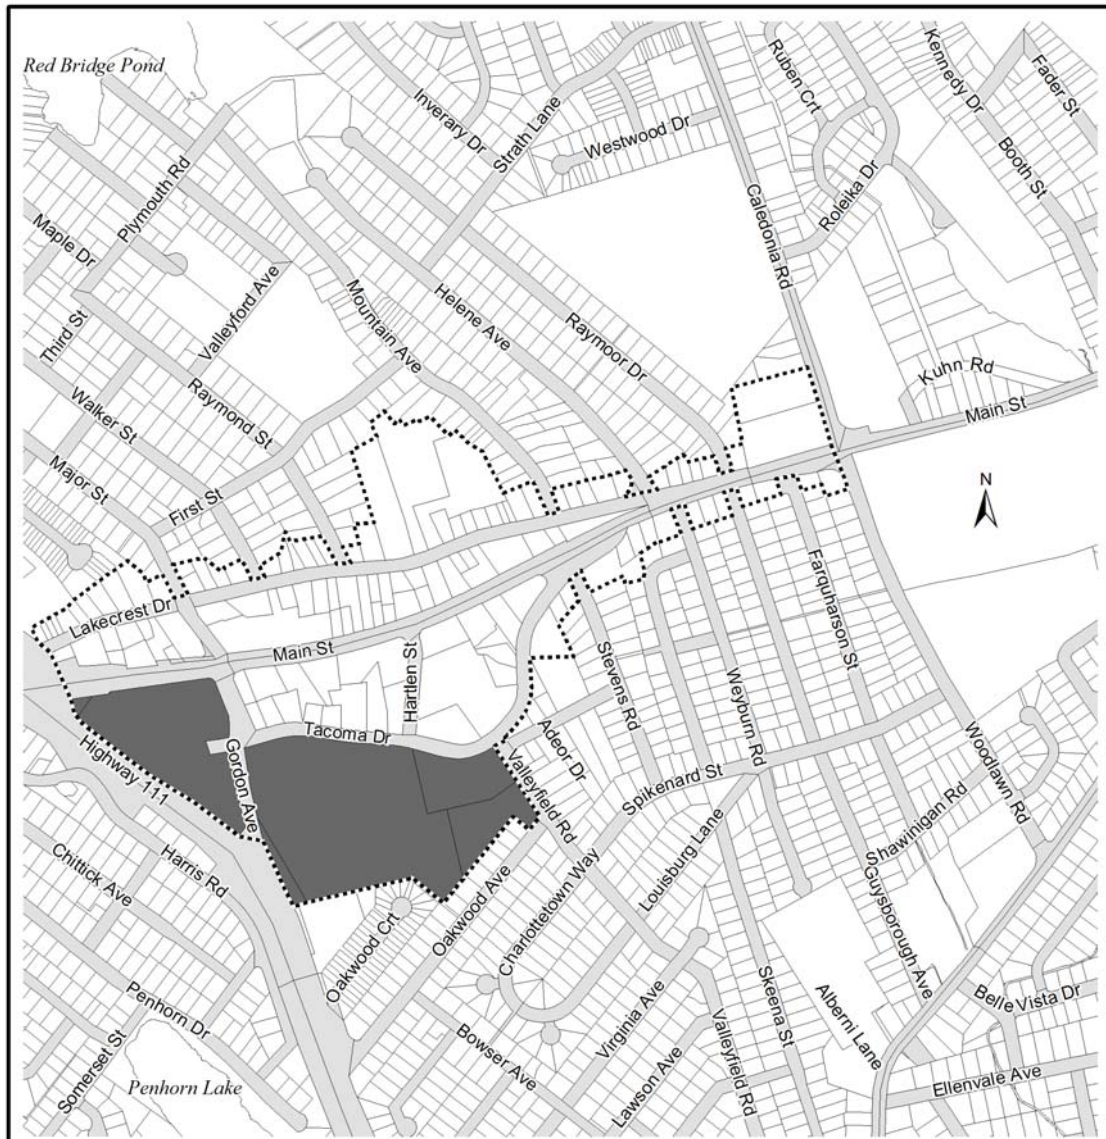 Red Bridge Pond
Inverary Dr
Strath Lane
Westwood Dr
Ruben Crt
Roleika Dr
Kennedy Dr
Fader St
Booth St
Caledonia Rd
Plymouth Rd
Maple Dr
Third St
Valleyford Ave
Mountain Ave
Helene Ave
Raymoor Dr
Kuhn Rd
Main St
Walker St
Raymond St
Major St
First St
N
Lakecrest Dr
Main St
Hartlen St
Tacoma Dr
Gordon Ave
Highway 111
Stevens Rd
Adeor Dr
Weyburn Rd
Farquharson St
Valleyfield Rd
Spikenard St
Woodlawn Rd
Shawinigan Rd
Louisburg Lane
Guysborough Ave
Chittick Ave
Harris Rd
Oakwood Crt
Oakwood Ave
Charlottetown Way
Penhorn Dr
Somerset St
Penhorn Lake
Bowser Ave
Virginia Ave
Lawson Ave
Valleyfield Rd
Skeena St
Alberni Lane
Belle Vista Dr
Ellenvale Ave